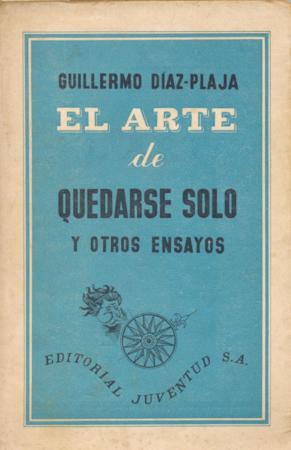 GUILLERMO DÍAZ-PLAJA
EL ARTE
de
QUEDARSE SOLO
Y OTROS ENSAYOS
EDITORIAL JUVENTUD S.A.